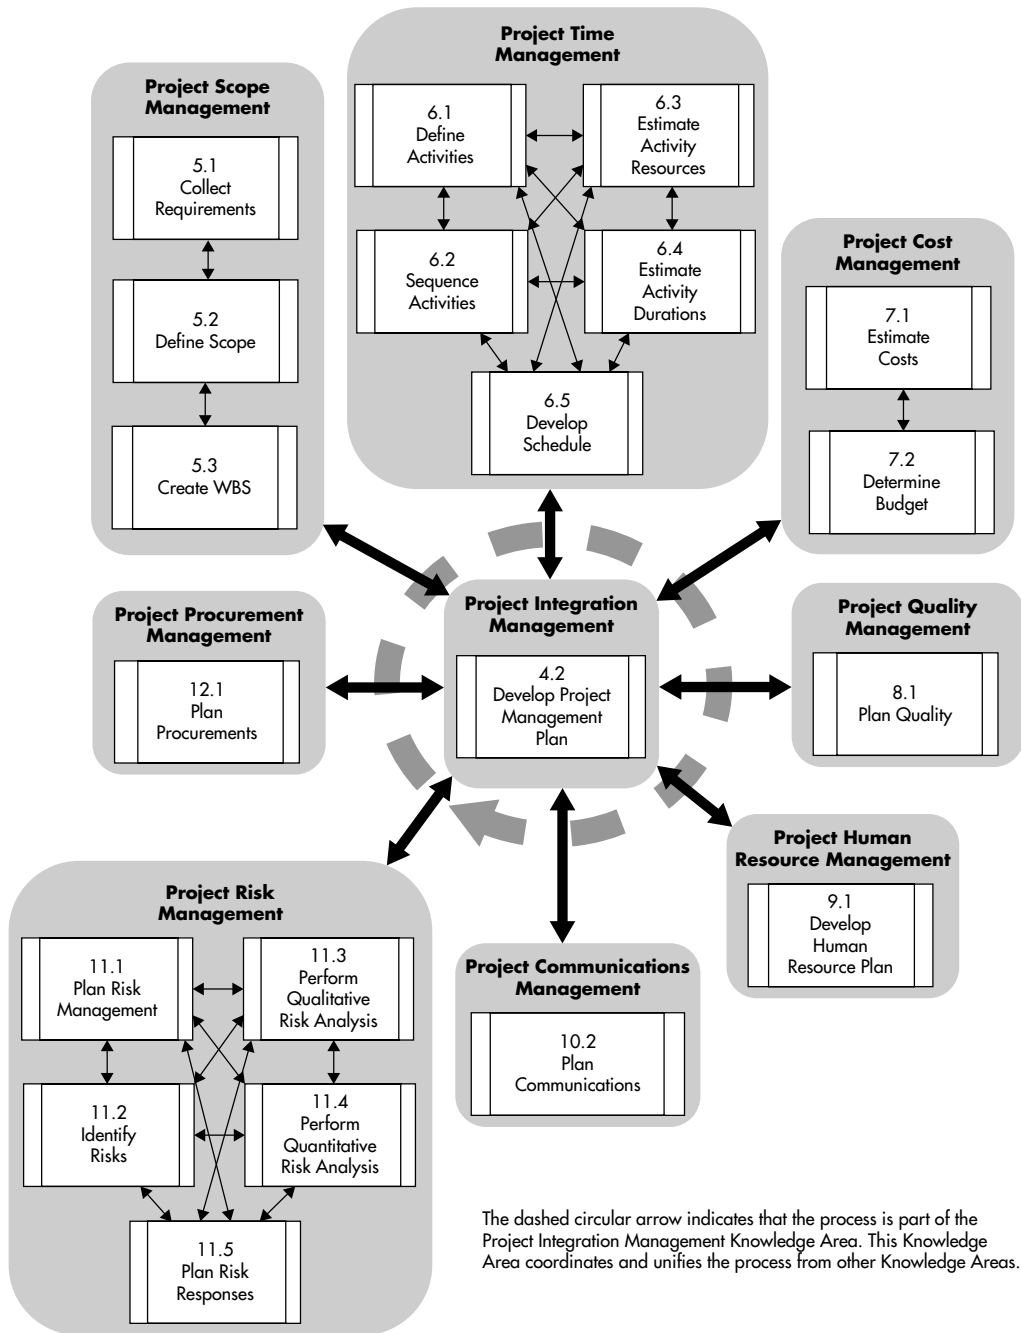 Project Time
Management
6.1
Define
Activities
6.3
Estimate
Activity
Resources
6.2
Sequence
Activities
6.4
Estimate
Activity
Durations
6.5
Develop
Schedule
Project Scope
Management
5.1
Collect
Requirements
5.2
Define Scope
5.3
Create WBS
Project Cost
Management
7.1
Estimate
Costs
7.2
Determine
Budget
Project Procurement
Management
12.1
Plan
Procurements
Project Integration
Management
4.2
Develop Project
Management
Plan
Project Quality
Management
8.1
Plan Quality
Project Human
Resource Management
9.1
Develop
Human
Resource Plan
Project Risk
Management
11.1
Plan Risk
Management
11.3
Perform
Qualitative
Risk Analysis
11.2
Identify
Risks
11.4
Perform
Quantitative
Risk Analysis
11.5
Plan Risk
Responses
Project Communications
Management
10.2
Plan
Communications
The dashed circular arrow indicates that the process is part of the
Project Integration Management Knowledge Area. This Knowledge
Area coordinates and unifies the process from other Knowledge Areas.